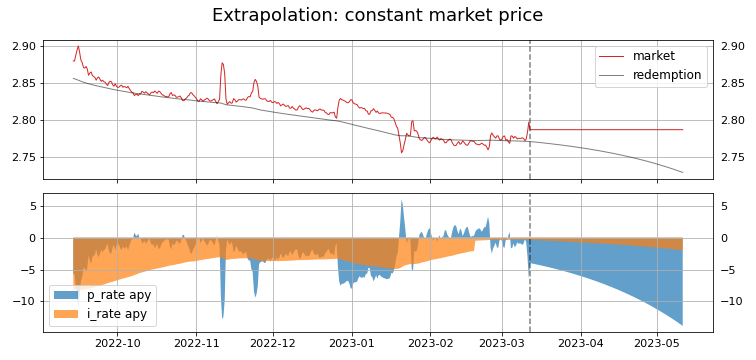 Extrapolation: constant market price
2.90
2.85
2.80
2.75
market
redemption
2.90
2.85
2.80
2.75
5
0
−5
−10
p_rate apy
i_rate apy
5
0
−5
−10
2022-10 2022-11 2022-12 2023-01 2023-02 2023-03 2023-04 2023-05